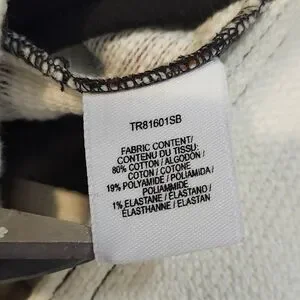 TR81601SB
FABRIC CONTENT/
CONTENU DU TISSU:
80% COTTON / ALGODÓN /
COTON / COTONE
19% POLYAMIDE / POLIAMIDA /
POLIAMMIDE
1% ELASTANE / ELASTANO /
ÉLASTHANNE / ELASTAN